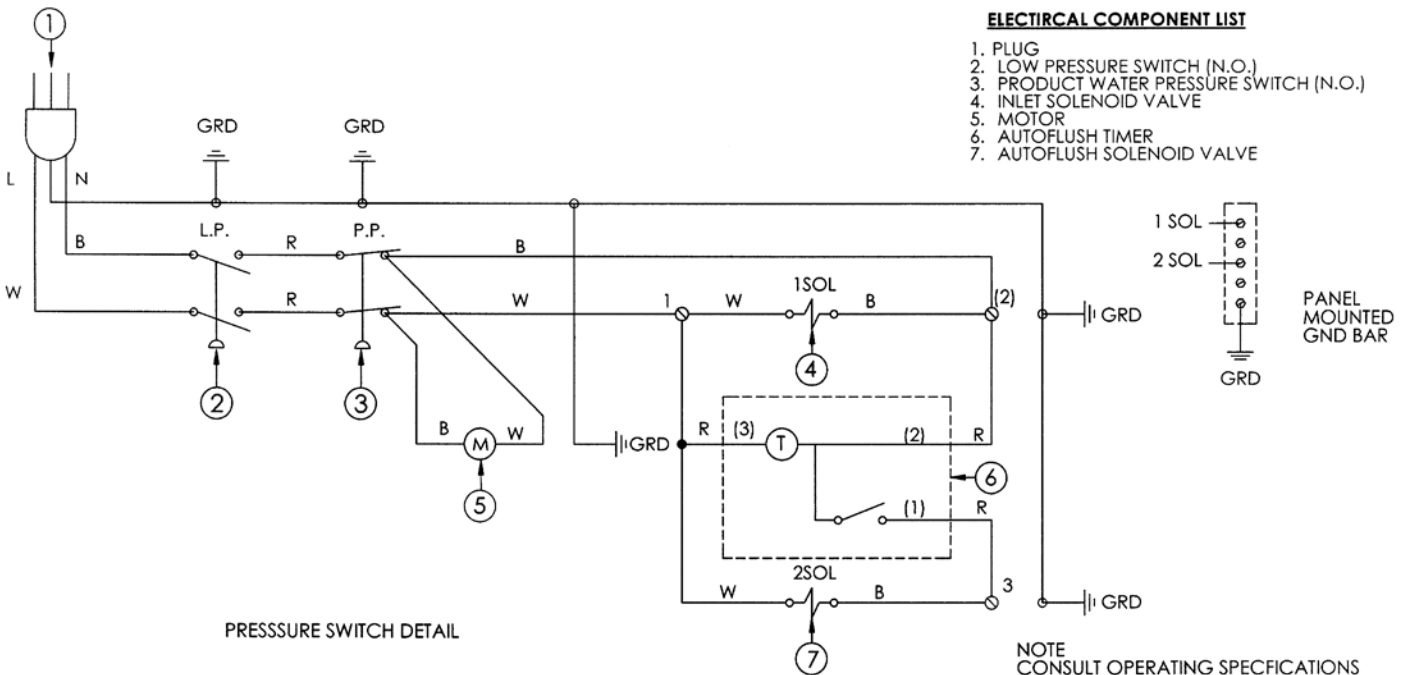 1
ELECTIRCAL COMPONENT LIST
1. PLUG
2. LOW PRESSURE SWITCH (N.O.)
3. PRODUCT WATER PRESSURE SWITCH (N.O.)
4. INLET SOLENOID VALVE
5. MOTOR
6. AUTOFLUSH TIMER
7. AUTOFLUSH SOLENOID VALVE
GRD GRD
L N
1 SOL
2 SOL
PANEL
MOUNTED
GND BAR
GRD
L.P. P.P.
B R B
W R W 1 W 1SOL B (2)
GRD
4
2 3
B M W
5
GRD
R (3) T (2) R
6
(1) R
2SOL
W B 3
GRD
7
PRESSSURE SWITCH DETAIL
NOTE
CONSULT OPERATING SPECFICATIONS